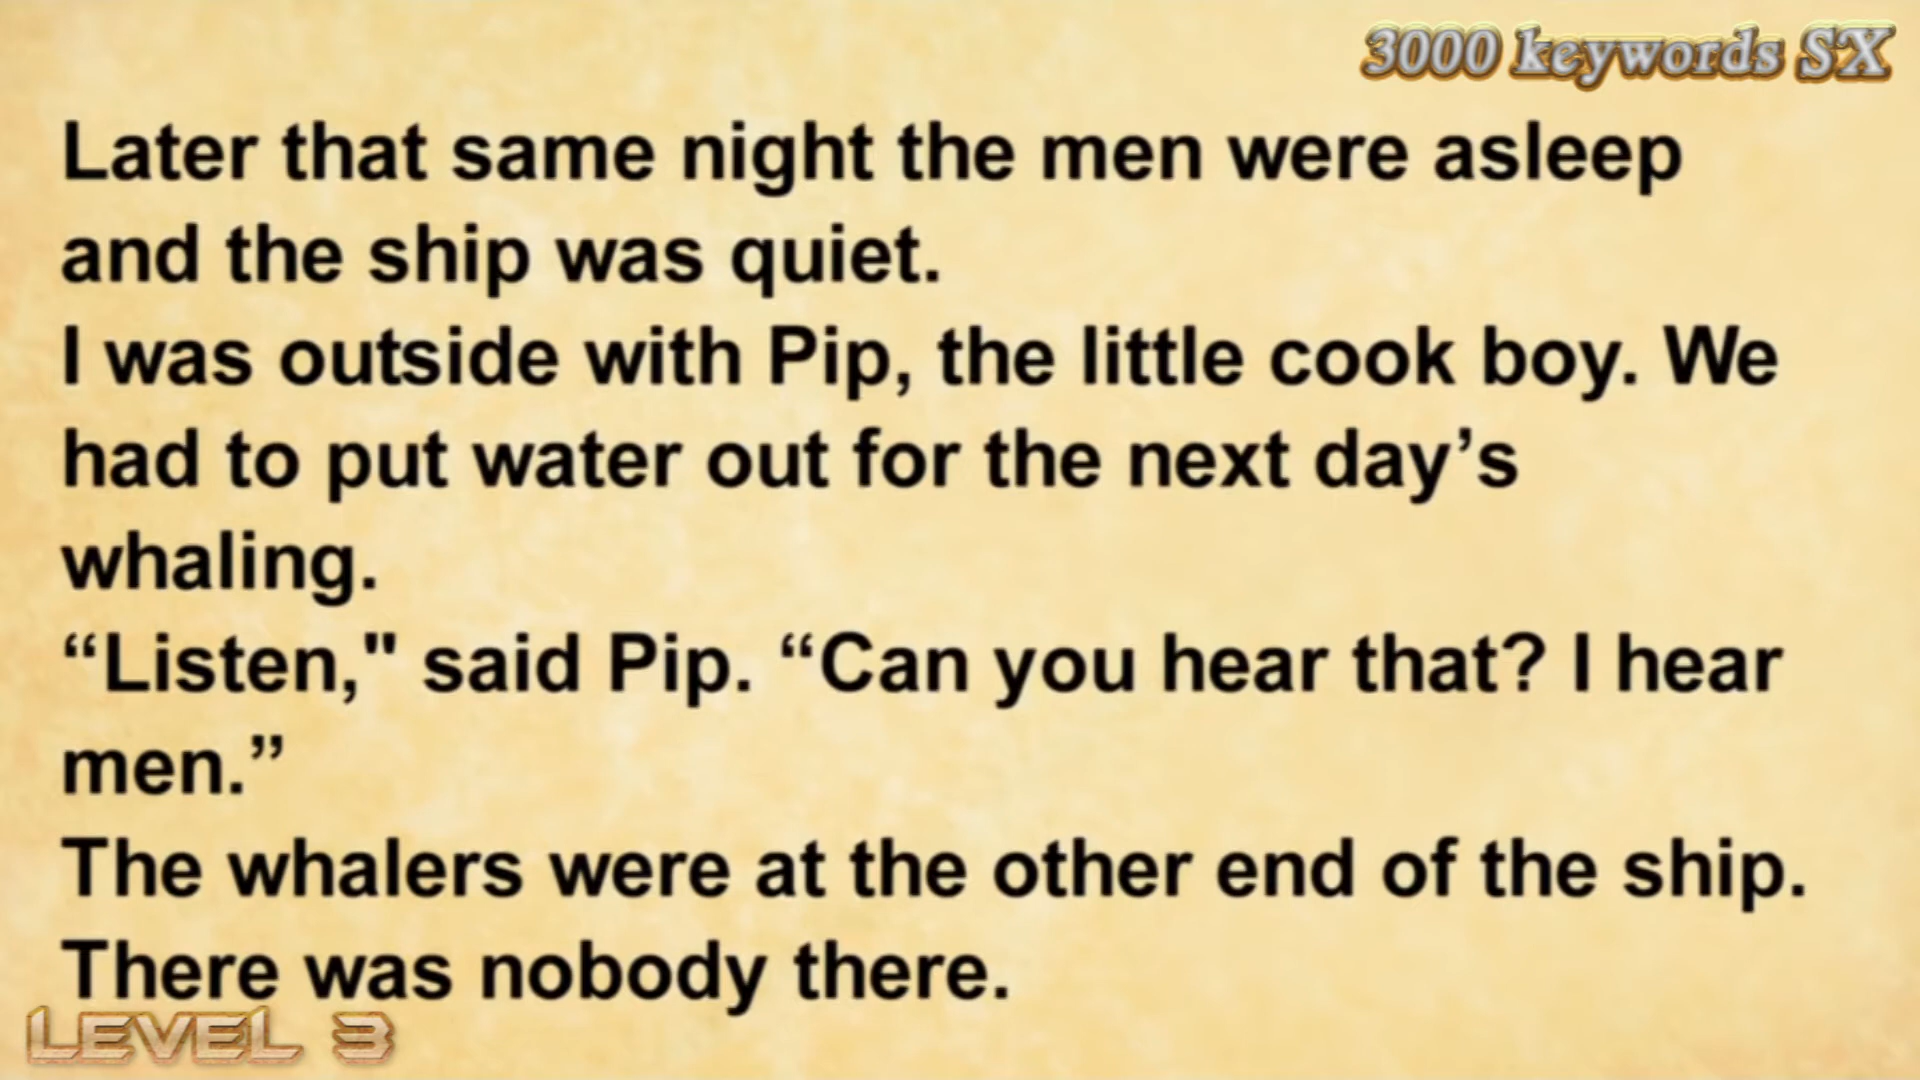 3000 keywords SX
Later that same night the men were asleep
and the ship was quiet.
I was outside with Pip, the little cook boy. We
had to put water out for the next day’s
whaling.
“Listen," said Pip. “Can you hear that? I hear
men.”
The whalers were at the other end of the ship.
There was nobody there.
LEVEL 3